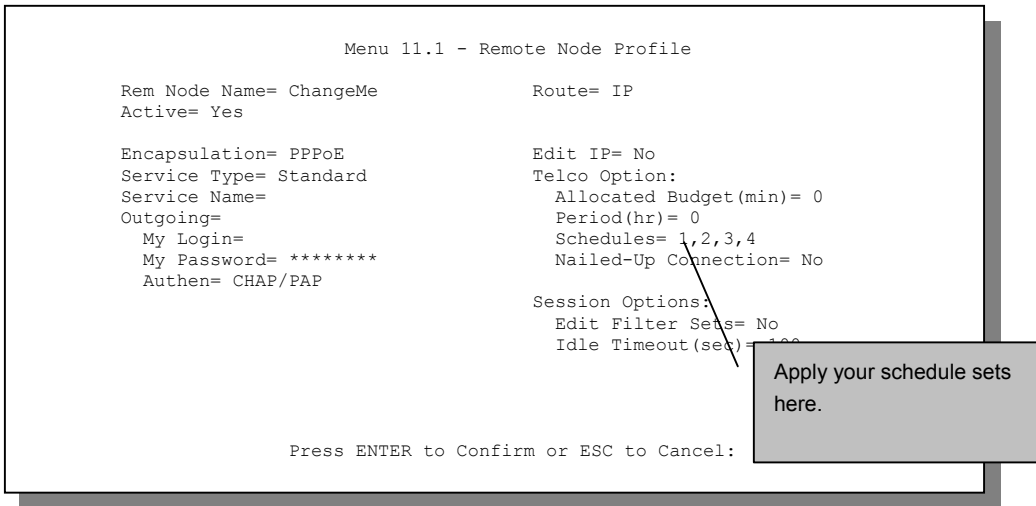 Menu 11.1 - Remote Node Profile
Rem Node Name= ChangeMe Route= IP
Active= Yes
Encapsulation= PPPoE Edit IP= No
Service Type= Standard Telco Option:
Service Name= Allocated Budget(min)= 0
Outgoing= Period(hr)= 0
My Login= Schedules= 1,2,3,4
My Password= ******** Nailed-Up Connection= No
Authen= CHAP/PAP
Session Options:
Edit Filter Sets= No
Idle Timeout(sec)=
Apply your schedule sets
here.
Press ENTER to Confirm or ESC to Cancel: